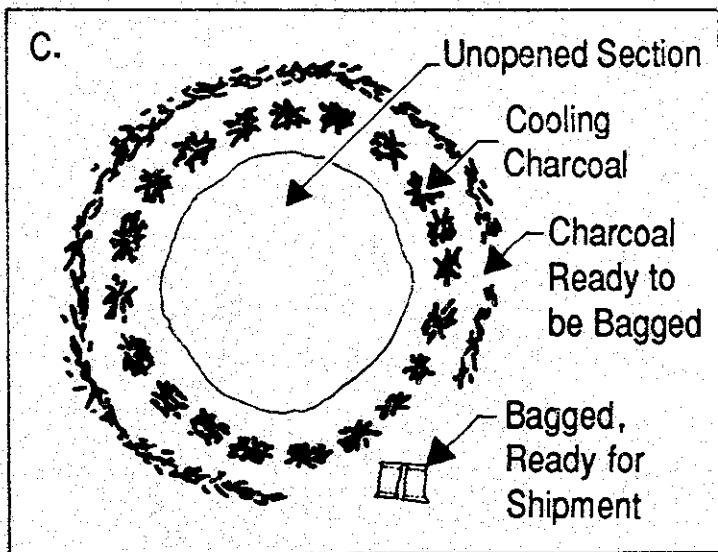 C.
Unopened Section
Cooling
Charcoal
Charcoal
Ready to
be Bagged
Bagged,
Ready for
Shipment